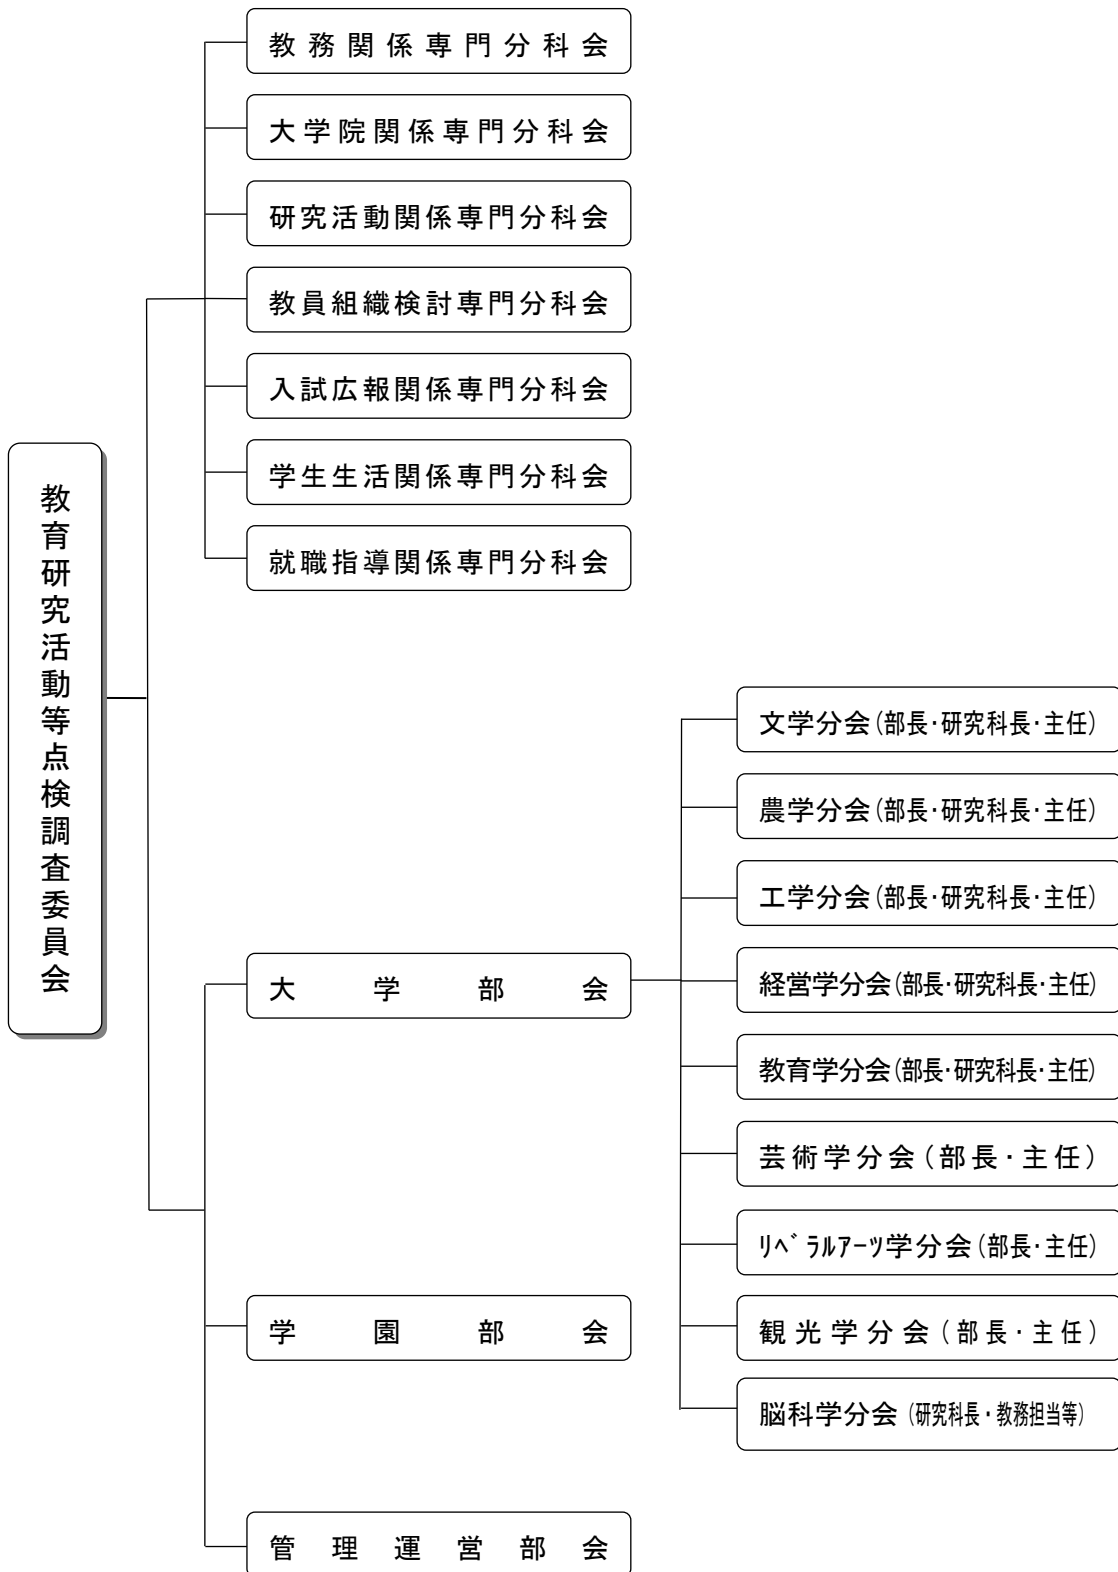 教育研究活動等点検調査委員会
教務関係専門分科会
大学院関係専門分科会
研究活動関係専門分科会
教員組織検討専門分科会
入試広報関係専門分科会
学生生活関係専門分科会
就職指導関係専門分科会
大学部会
文学分会(部長・研究科長・主任)
農学分会(部長・研究科長・主任)
工学分会(部長・研究科長・主任)
経営学分会(部長・研究科長・主任)
教育学分会(部長・研究科長・主任)
芸術学分会(部長・主任)
ﾘﾍﾞﾗﾙｱｰﾂ学分会(部長・主任)
観光学分会(部長・主任)
脳科学分会(研究科長・教務担当等)
学園部会
管理運営部会